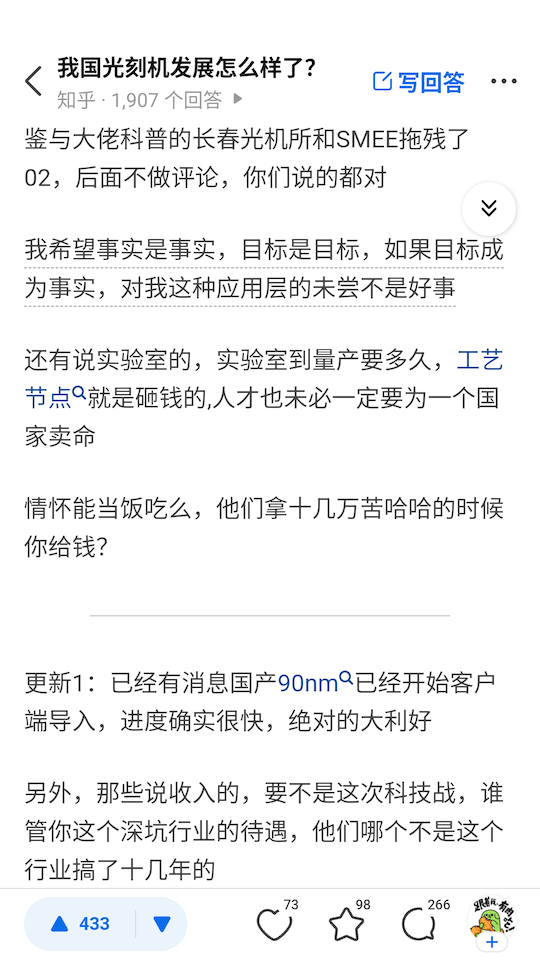 我国光刻机发展怎么样了?
知乎 · 1,907 个回答
写回答
鉴与大佬科普的长春光机所和SMEE拖残了
02，后面不做评论，你们说的都对
我希望事实是事实，目标是目标，如果目标成
为事实，对我这种应用层的未尝不是好事
还有说实验室的，实验室到量产要多久，工艺
节点就是砸钱的,人才也未必一定要为一个国
家卖命
情怀能当饭吃么，他们拿十几万苦哈哈的时候
你给钱？
更新1：已经有消息国产90nm已经开始客户
端导入，进度确实很快，绝对的大利好
另外，那些说收入的，要不是这次科技战，谁
管你这个深坑行业的待遇，他们哪个不是这个
行业搞了十几年的
433
73
98
266
跟着我，有肉吃！